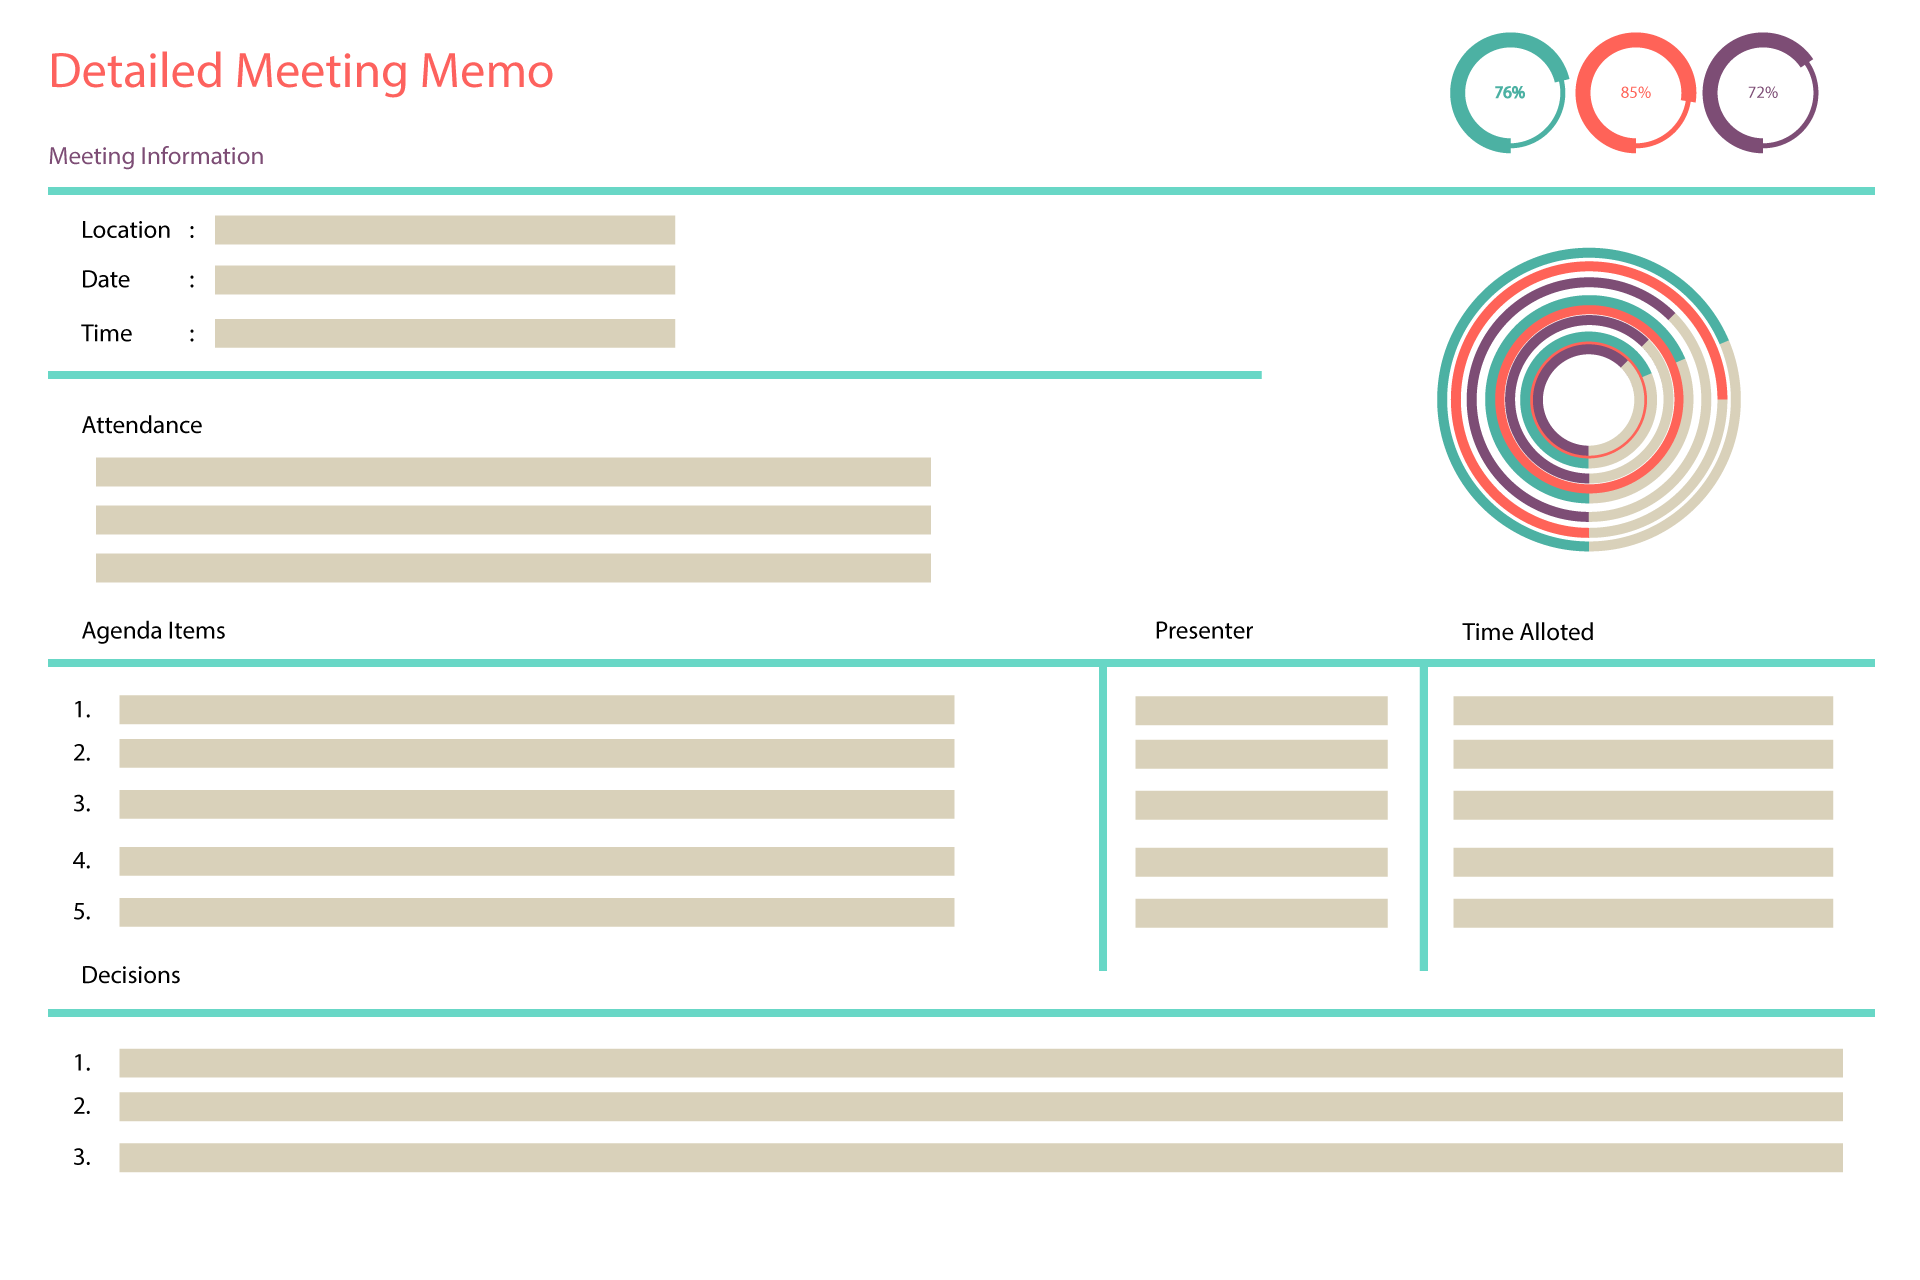 Detailed Meeting Memo
76%
85%
72%
Meeting Information
Location :
Date :
Time :
Attendance
Agenda Items
Presenter
Time Alloted
1.
2.
3.
4.
5.
Decisions
1.
2.
3.